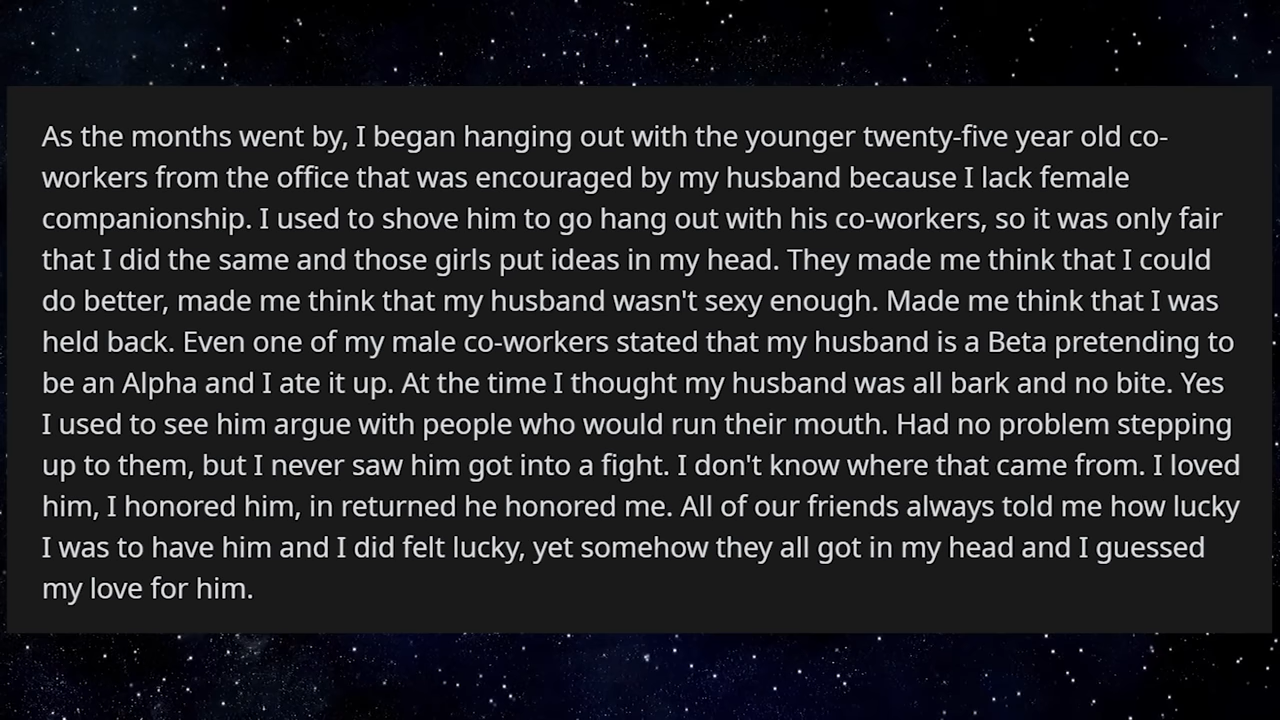 As the months went by, I began hanging out with the younger twenty-five year old co-
workers from the office that was encouraged by my husband because I lack female
companionship. I used to shove him to go hang out with his co-workers, so it was only fair
that I did the same and those girls put ideas in my head. They made me think that I could
do better, made me think that my husband wasn't sexy enough. Made me think that I was
held back. Even one of my male co-workers stated that my husband is a Beta pretending to
be an Alpha and I ate it up. At the time I thought my husband was all bark and no bite. Yes
I used to see him argue with people who would run their mouth. Had no problem stepping
up to them, but I never saw him got into a fight. I don't know where that came from. I loved
him, I honored him, in returned he honored me. All of our friends always told me how lucky
I was to have him and I did felt lucky, yet somehow they all got in my head and I guessed
my love for him.